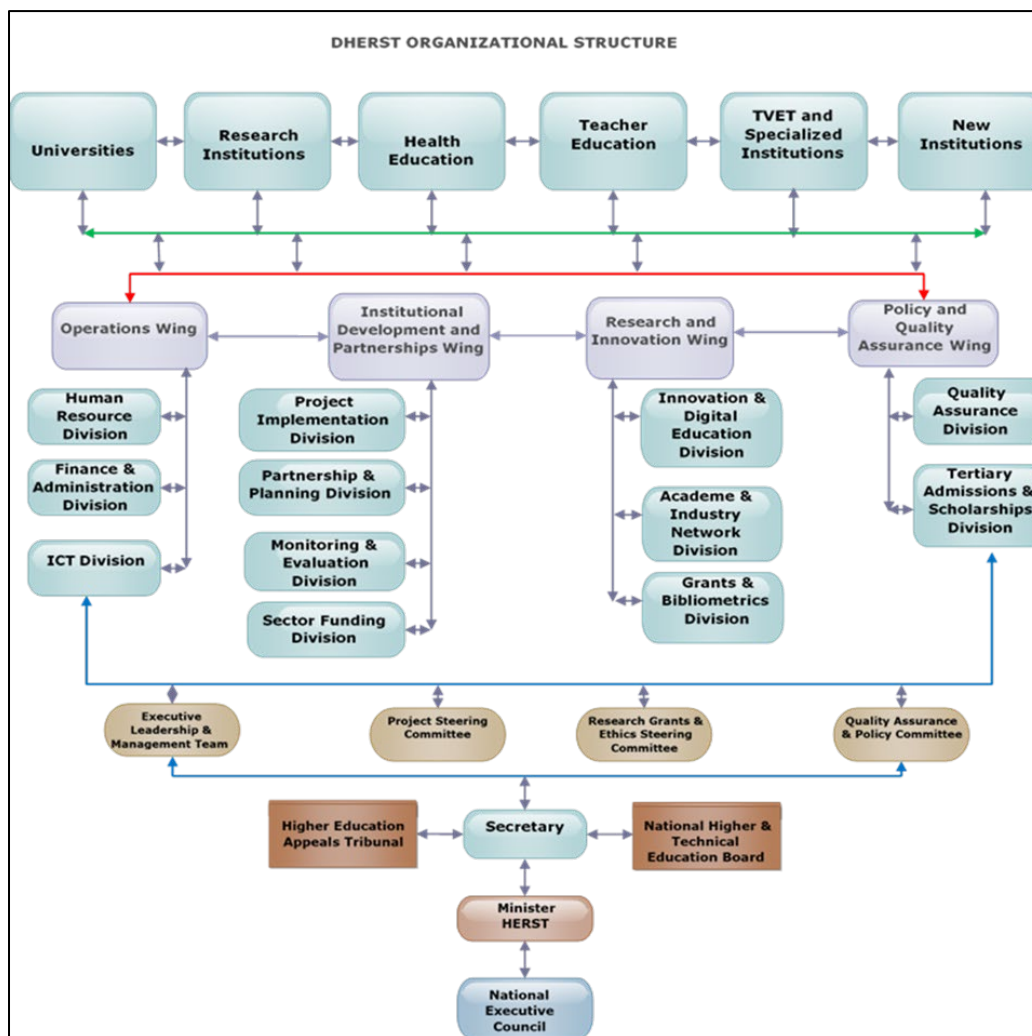 DHERST ORGANIZATIONAL STRUCTURE
Universities
Research
Institutions
Health
Education
Teacher
Education
TVET and
Specialized
Institutions
New
Institutions
Operations Wing
Institutional
Development and
Partnerships Wing
Research and
Innovation Wing
Policy and
Quality
Assurance Wing
Human
Resource
Division
Finance &
Administration
Division
ICT Division
Project
Implementation
Division
Partnership &
Planning Division
Monitoring &
Evaluation
Division
Sector Funding
Division
Innovation &
Digital
Education
Division
Academe &
Industry
Network
Division
Grants &
Bibliometrics
Division
Quality
Assurance
Division
Tertiary
Admissions &
Scholarships
Division
Executive
Leadership &
Management Team
Project Steering
Committee
Research Grants &
Ethics Steering
Committee
Quality Assurance
& Policy Committee
Higher Education
Appeals Tribunal
Secretary
National Higher &
Technical
Education Board
Minister
HERST
National
Executive
Council